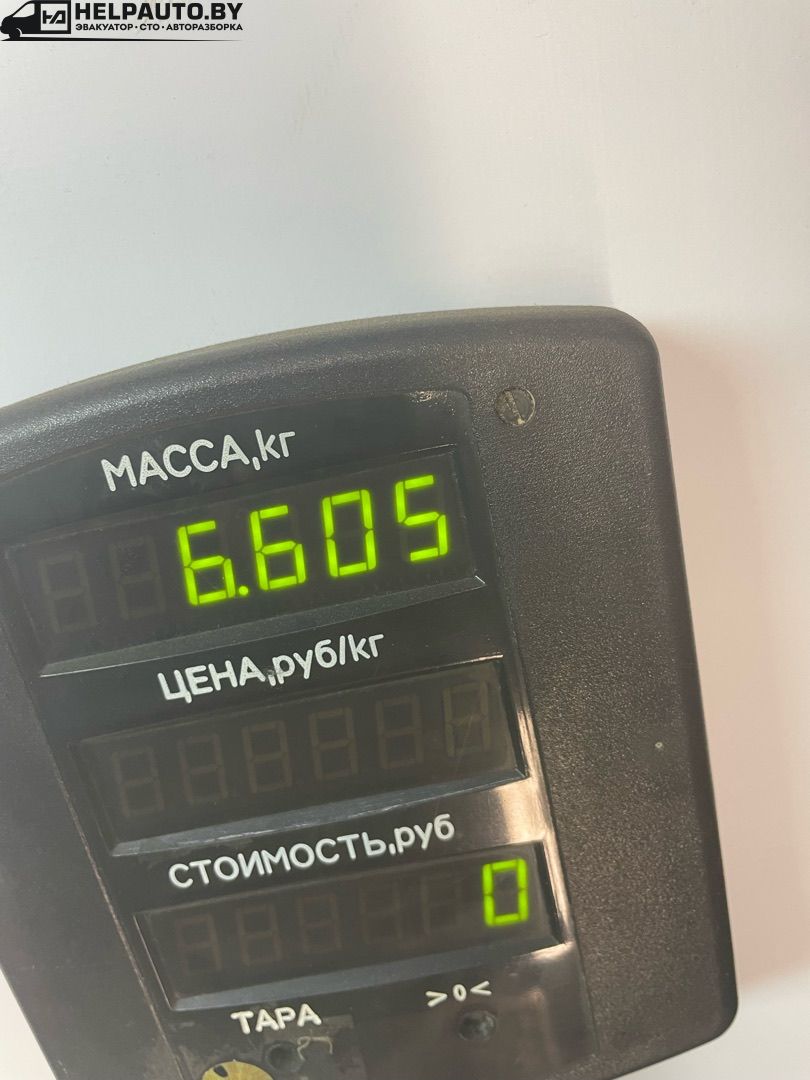 HELPAUTO.BY
ЭВАКУАТОР • СТО • АВТОРАЗБОРКА
МАССА,кг
6.605
ЦЕНА,руб/кг
СТОИМОСТЬ,руб
0
ТАРА >0<